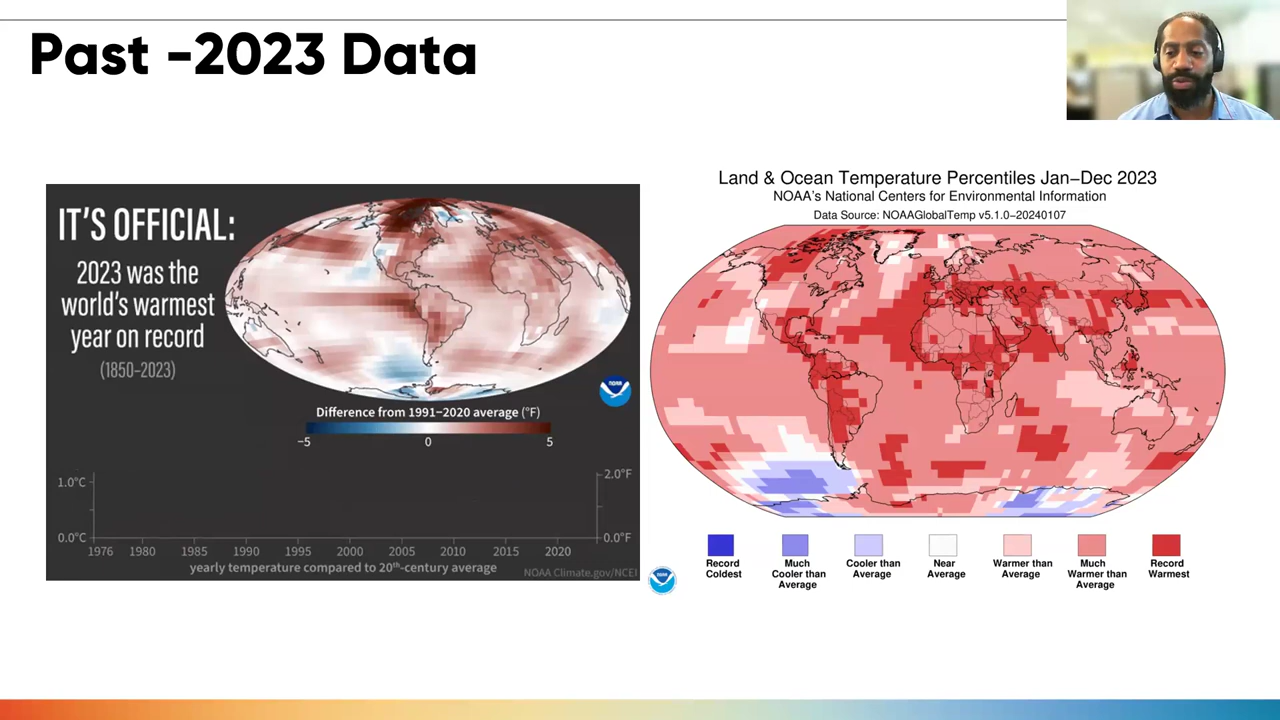 Past -2023 Data
IT'S OFFICIAL:
2023 was the
world's warmest
year on record
(1850–2023)
noaa
Difference from 1991–2020 average (°F)
−5 0 5
1.0°C 2.0°F
0.0°C 0.0°F
1976 1980 1985 1990 1995 2000 2005 2010 2015 2020
yearly temperature compared to 20th-century average
NOAA Climate.gov/NCEI
Land & Ocean Temperature Percentiles Jan–Dec 2023
NOAA's National Centers for Environmental Information
Data Source: NOAAGlobalTemp v5.1.0–20240107
Record
Coldest
Much
Cooler than
Average
Cooler than
Average
Near
Average
Warmer than
Average
Much
Warmer than
Average
Record
Warmest